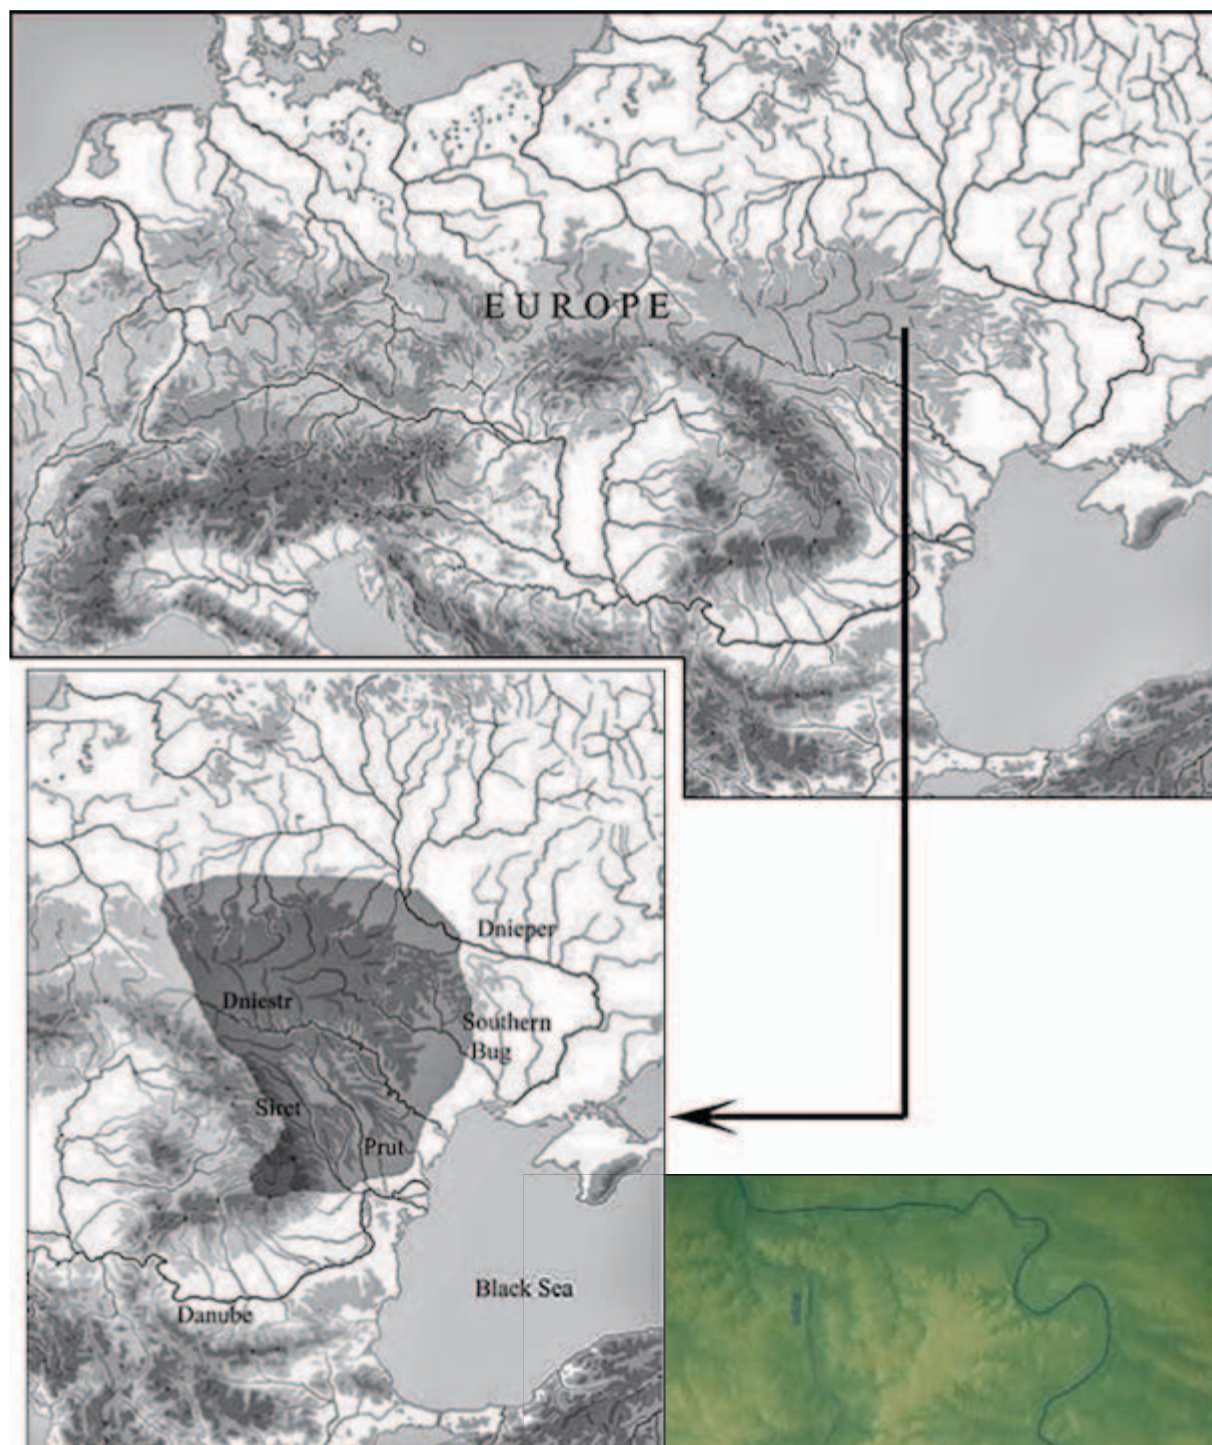 EUROPE
Dnieper
Dniestr
Southern
Bug
Siret
Prut
Black Sea
Danube